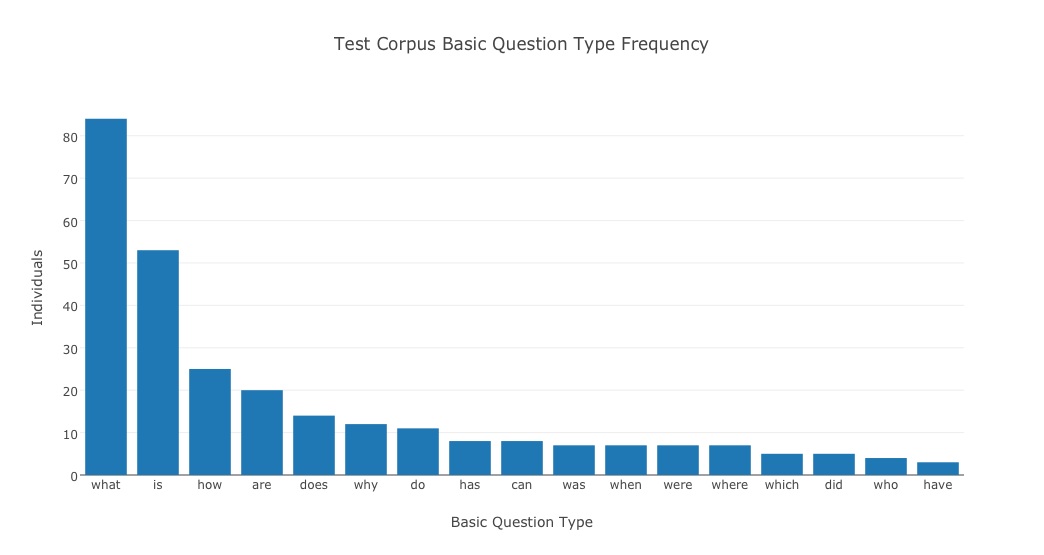 Test Corpus Basic Question Type Frequency
Individuals
80
70
60
50
40
30
20
10
0
what is how are does why do has can was when were where which did who have
Basic Question Type